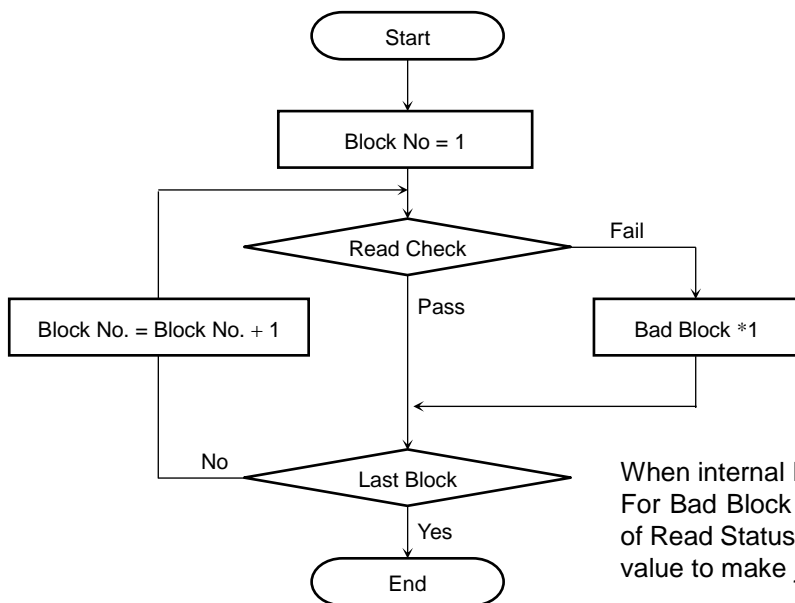 Start
Block No = 1
Read Check
Fail
Pass
Block No. = Block No. + 1
Bad Block *1
No
Last Block
Yes
End
When internal
For Bad Block
of Read Status
value to make